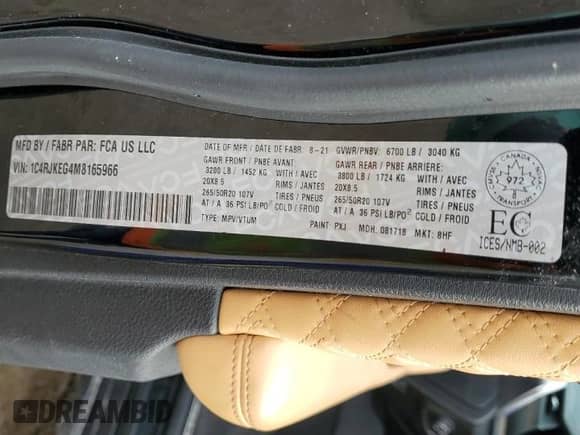 MFD BY / FABR PAR: FCA US LLC
VIN: 1C4RJKEG4M8165966
DATE OF MFR / DATE DE FABR: 8-21 GVWR/PNBV: 6700 LB / 3040 KG
GAWR FRONT / PNBE AVANT: GAWR REAR / PNBE ARRIERE:
3200 LB / 1452 KG WITH / AVEC 3800 LB / 1724 KG WITH / AVEC
20X8.5 RIMS / JANTES 20X8.5 RIMS / JANTES
265/50R20 107V TIRES / PNEUS 265/50R20 107V TIRES / PNEUS
AT / A 36 PSI LB/PO² COLD / FROID AT / A 36 PSI LB/PO² COLD / FROID
TYPE: MPV/VTUM PAINT: PXJ MDH: 081718 MKT: 8HF
CANADA
973
EC
ICES/NMB-002
DREAMBID